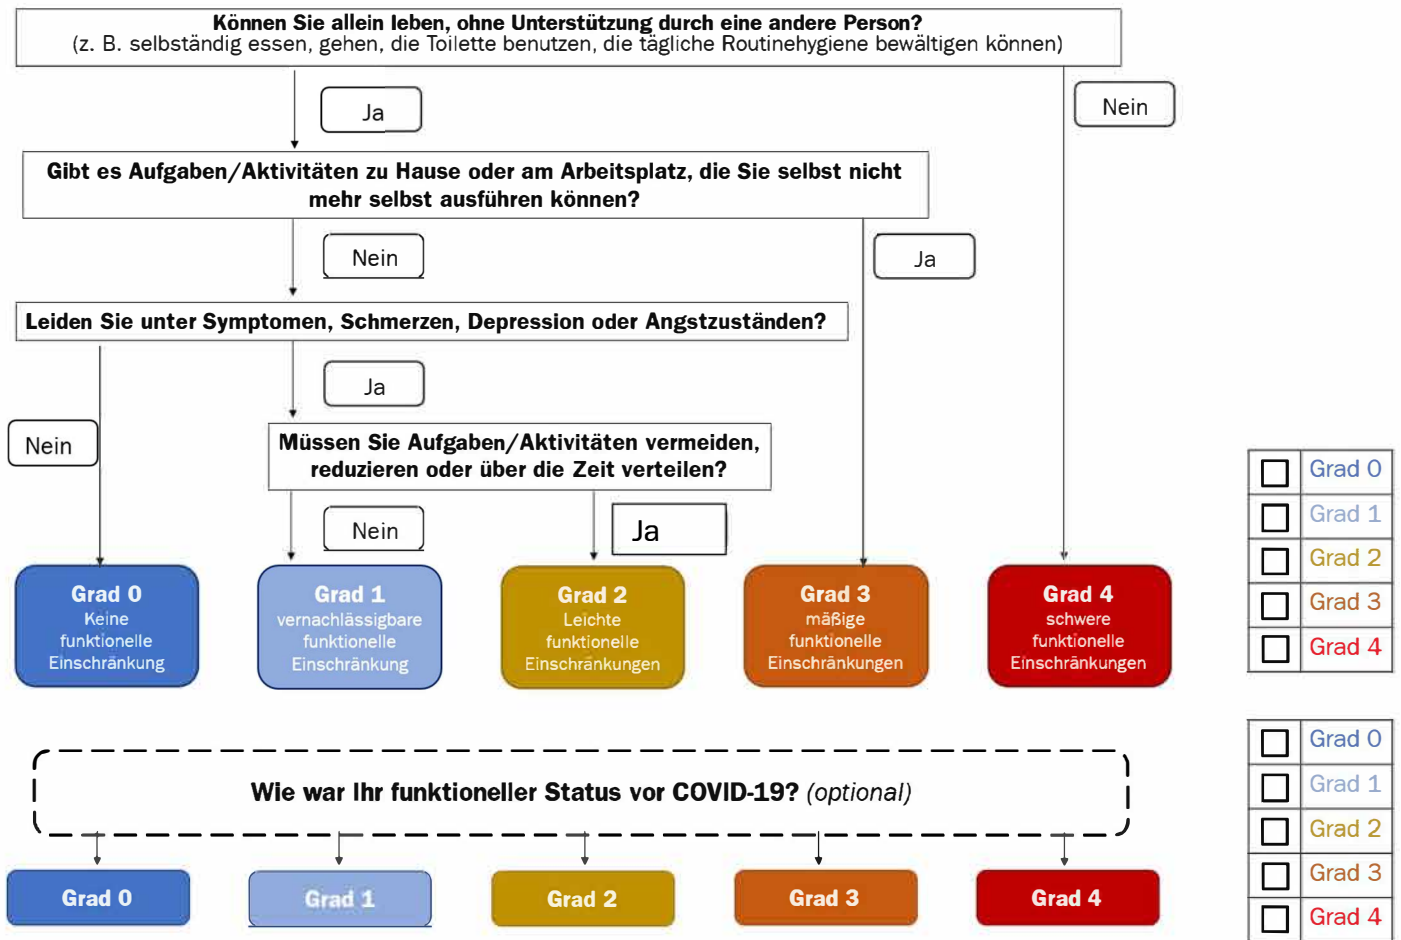 Können Sie allein leben, ohne Unterstützung durch eine andere Person?
(z. B. selbständig essen, gehen, die Toilette benutzen, die tägliche Routinehygiene bewältigen können)
Ja
Nein
Gibt es Aufgaben/Aktivitäten zu Hause oder am Arbeitsplatz, die Sie selbst nicht
mehr selbst ausführen können?
Nein
Ja
Leiden Sie unter Symptomen, Schmerzen, Depression oder Angstzuständen?
Ja
Nein
Müssen Sie Aufgaben/Aktivitäten vermeiden,
reduzieren oder über die Zeit verteilen?
Nein
Ja
Grad 0
Keine
funktionelle
Einschränkung
Grad 1
vernachlässigbare
funktionelle
Einschränkung
Grad 2
Leichte
funktionelle
Einschränkungen
Grad 3
mäßige
funktionelle
Einschränkungen
Grad 4
schwere
funktionelle
Einschränkungen
Grad 0
Grad 1
Grad 2
Grad 3
Grad 4
Wie war Ihr funktioneller Status vor COVID-19? (optional)
Grad 0
Grad 1
Grad 2
Grad 3
Grad 4
Grad 0
Grad 1
Grad 2
Grad 3
Grad 4